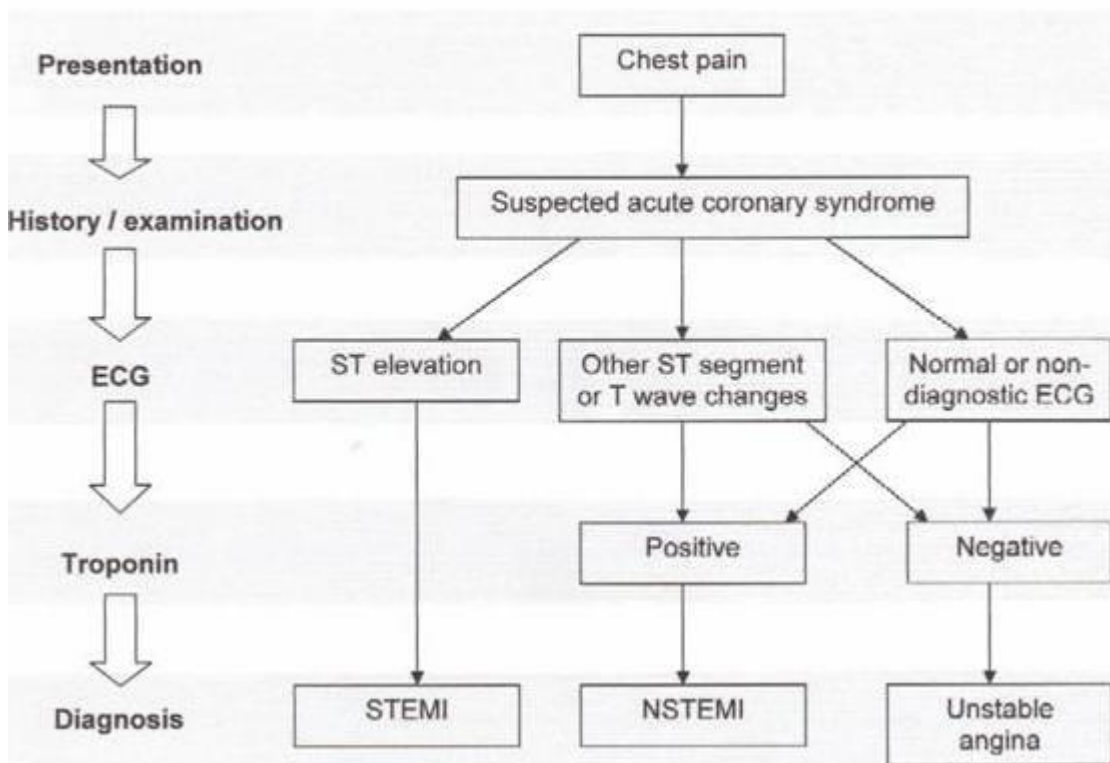 Presentation
Chest pain
History / examination
Suspected acute coronary syndrome
ECG
ST elevation
Other ST segment
or T wave changes
Normal or non-
diagnostic ECG
Troponin
Positive
Negative
Diagnosis
STEMI
NSTEMI
Unstable
angina